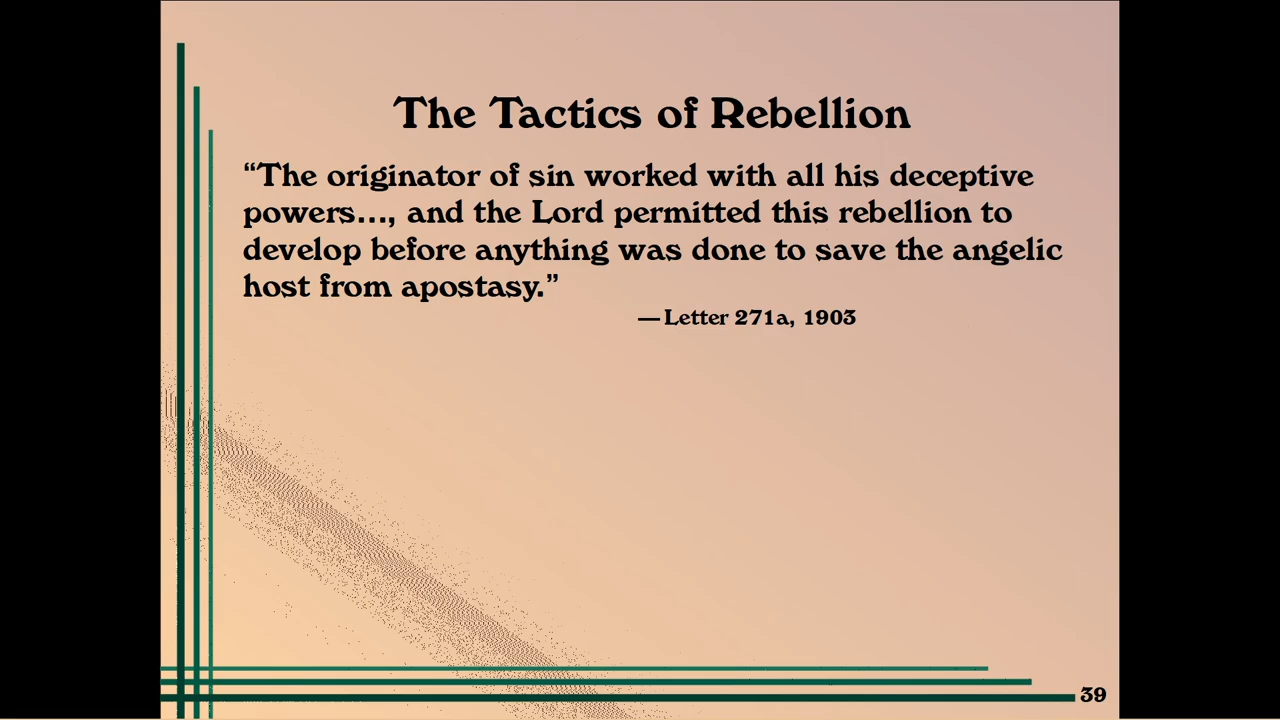 The Tactics of Rebellion
“The originator of sin worked with all his deceptive
powers…, and the Lord permitted this rebellion to
develop before anything was done to save the angelic
host from apostasy.”
—Letter 271a, 1903
39